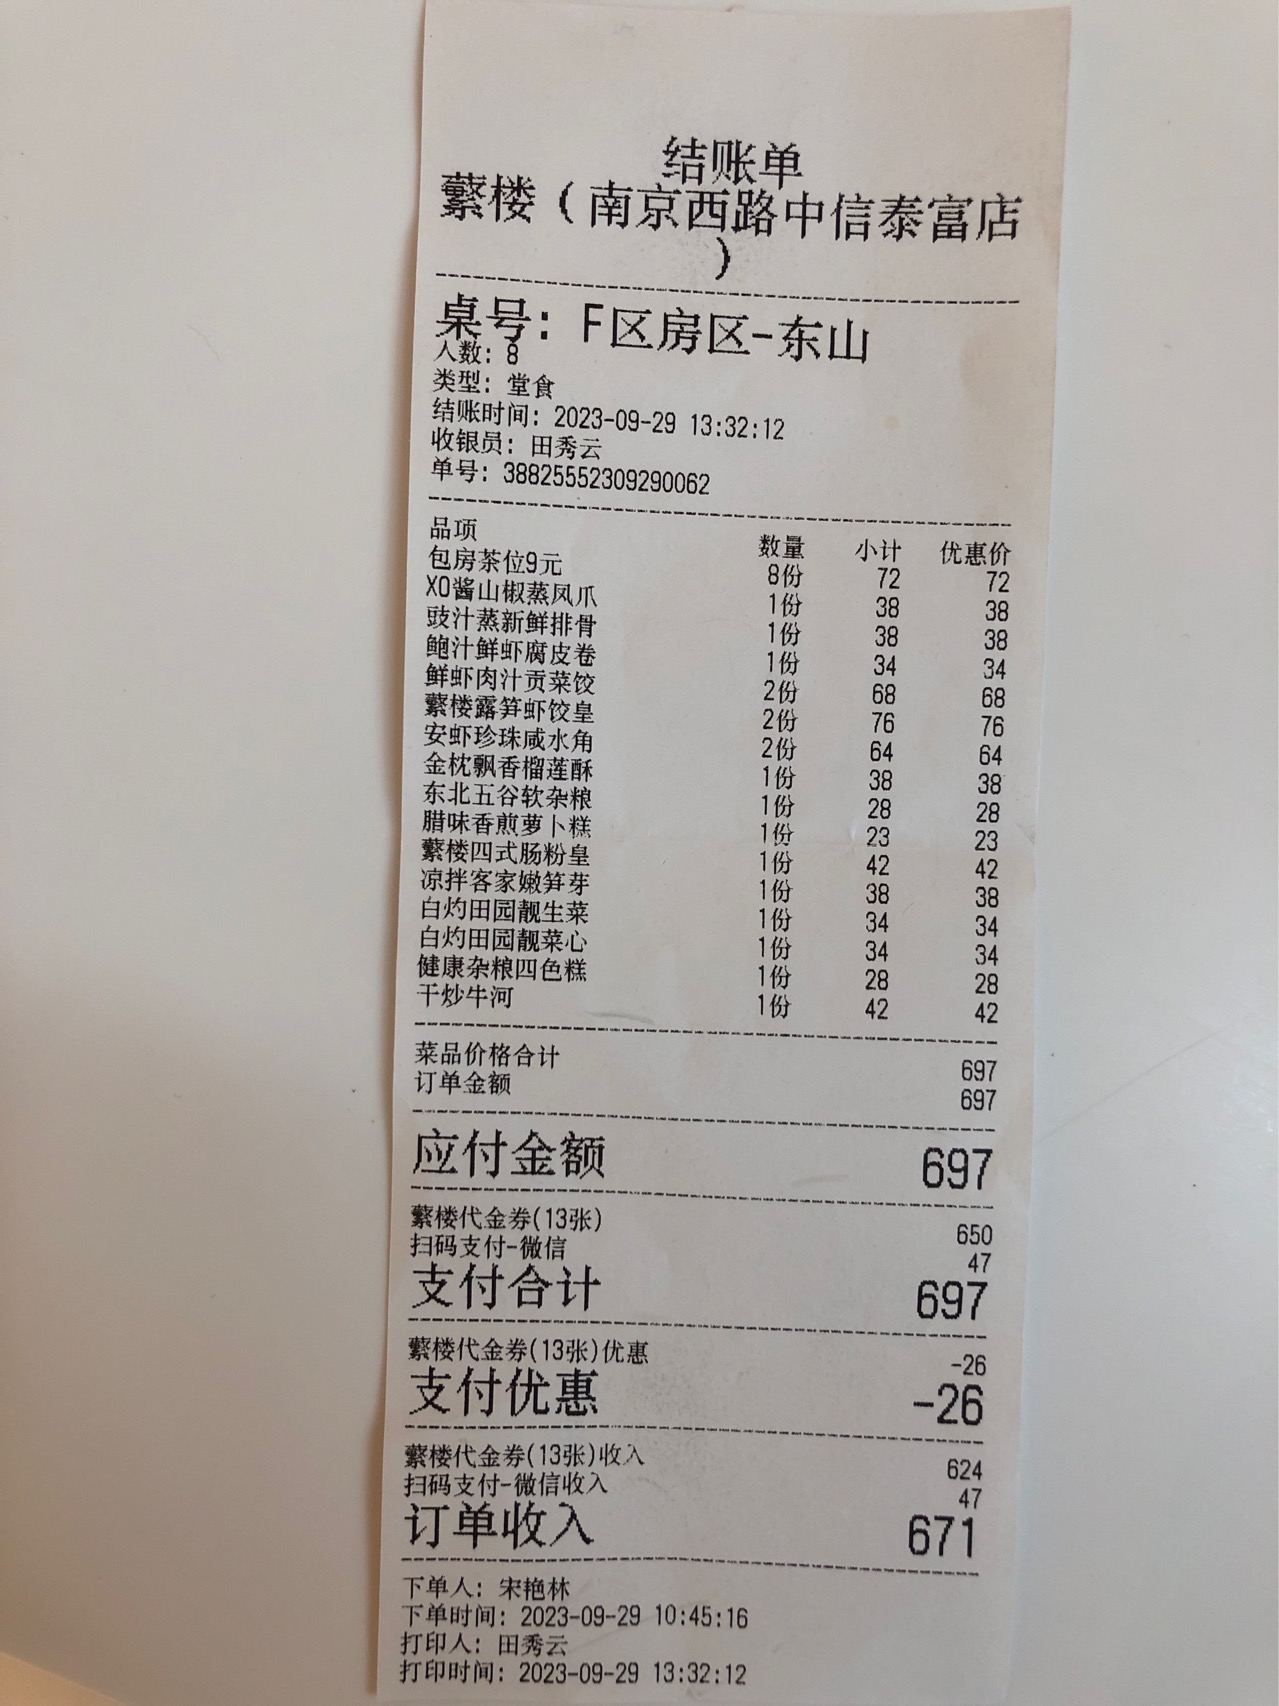 结账单
蘩楼（南京西路中信泰富店
）
桌号：F区房区-东山
人数：8
类型：堂食
结账时间：2023-09-29 13:32:12
收银员：田秀云
单号：38825552309290062
品项 数量 小计 优惠价
包房茶位9元 8份 72 72
XO酱山椒蒸凤爪 1份 38 38
豉汁蒸新鲜排骨 1份 38 38
鲍汁鲜虾腐皮卷 1份 34 34
鲜虾肉汁贡菜饺 2份 68 68
蘩楼露笋虾饺皇 2份 76 76
安虾珍珠咸水角 2份 64 64
金枕飘香榴莲酥 1份 38 38
东北五谷软杂粮 1份 28 28
腊味香煎萝卜糕 1份 23 23
蘩楼四式肠粉皇 1份 42 42
凉拌客家嫩笋芽 1份 38 38
白灼田园靓生菜 1份 34 34
白灼田园靓菜心 1份 34 34
健康杂粮四色糕 1份 28 28
干炒牛河 1份 42 42
菜品价格合计 697
订单金额 697
应付金额 697
蘩楼代金券(13张) 650
扫码支付-微信 47
支付合计 697
蘩楼代金券(13张)优惠 -26
支付优惠 -26
蘩楼代金券(13张)收入 624
扫码支付-微信收入 47
订单收入 671
下单人：宋艳林
下单时间：2023-09-29 10:45:16
打印人：田秀云
打印时间：2023-09-29 13:32:12